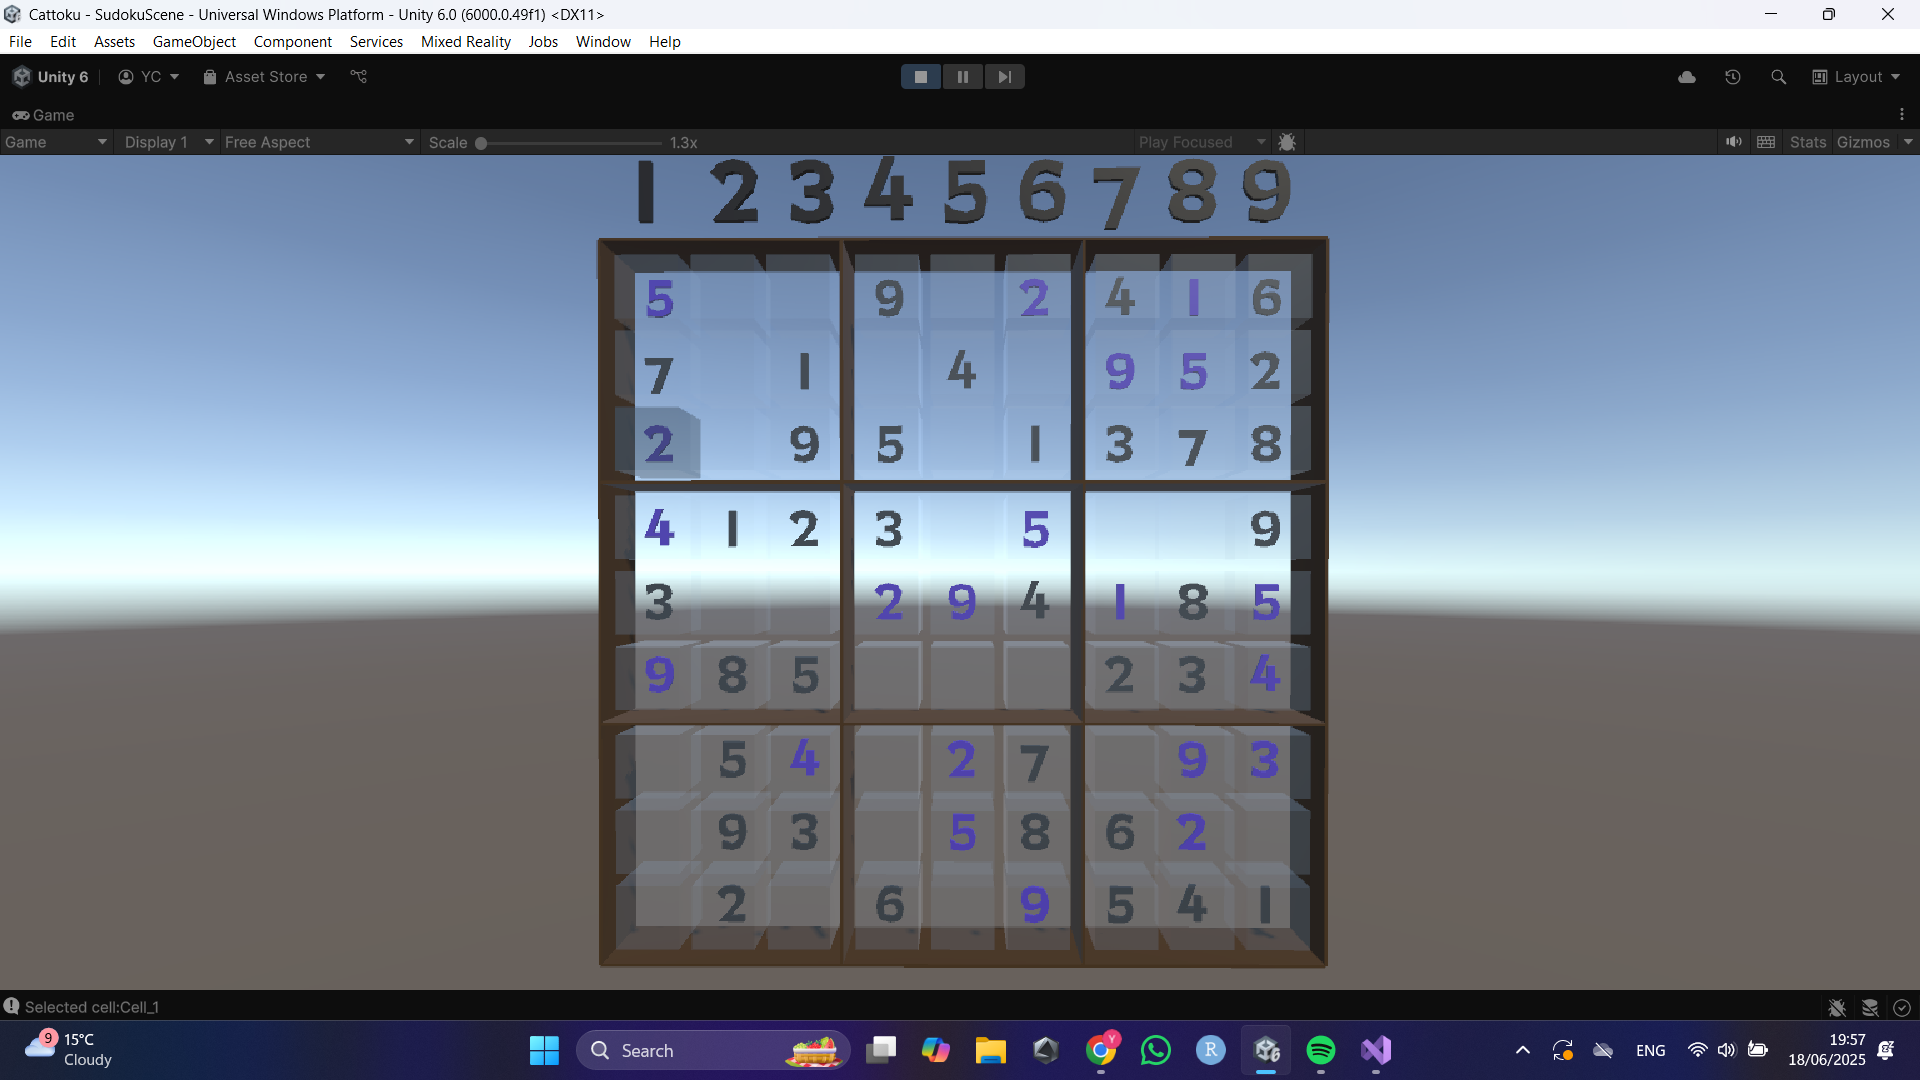 Cattoku - SudokuScene - Universal Windows Platform - Unity 6.0 (6000.0.49f1) <DX11>
File Edit Assets GameObject Component Services Mixed Reality Jobs Window Help
Unity 6 YC Asset Store Layout
Game
Game Display 1 Free Aspect Scale 1.3x Play Focused Stats Gizmos
1 2 3 4 5 6 7 8 9
5 9 2 4 1 6
7 1 4 9 5 2
2 9 5 1 3 7 8
4 1 2 3 5 9
3 2 9 4 1 8 5
9 8 5 2 3 4
5 4 2 7 9 3
9 3 5 8 6 2
2 6 9 5 4 1
Selected cell:Cell_1
9 15°C
Cloudy
Search
Y
R
6
ENG
19:57
18/06/2025